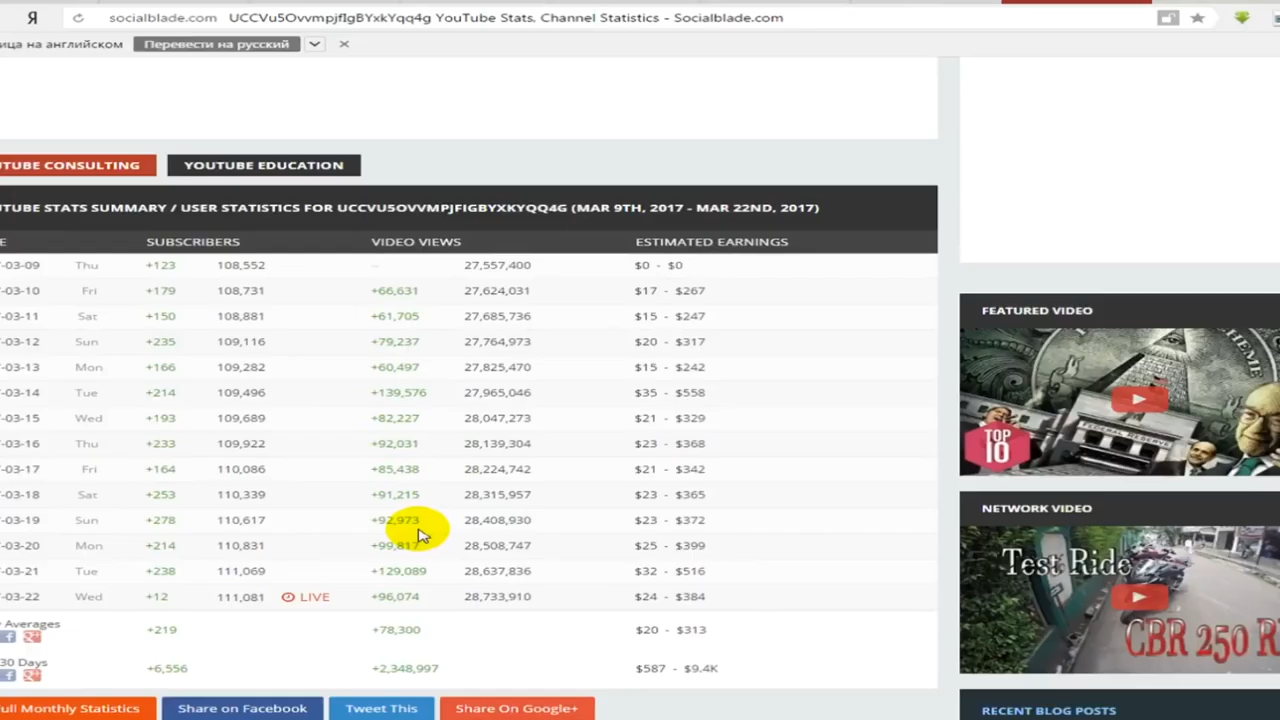 Я socialblade.com UCCVu5OvvmpjfIgBYxkYqq4g YouTube Stats, Channel Statistics - Socialblade.com
ица на английском Перевести на русский
UTUBE CONSULTING YOUTUBE EDUCATION
UTUBE STATS SUMMARY / USER STATISTICS FOR UCCVU5OVVMPJFIGBYXKYQQ4G (MAR 9TH, 2017 - MAR 22ND, 2017)
E SUBSCRIBERS VIDEO VIEWS ESTIMATED EARNINGS
-03-09 Thu +123 108,552 -- 27,557,400 $0 - $0
-03-10 Fri +179 108,731 +66,631 27,624,031 $17 - $267
-03-11 Sat +150 108,881 +61,705 27,685,736 $15 - $247
-03-12 Sun +235 109,116 +79,237 27,764,973 $20 - $317
-03-13 Mon +166 109,282 +60,497 27,825,470 $15 - $242
-03-14 Tue +214 109,496 +139,576 27,965,046 $35 - $558
-03-15 Wed +193 109,689 +82,227 28,047,273 $21 - $329
-03-16 Thu +233 109,922 +92,031 28,139,304 $23 - $368
-03-17 Fri +164 110,086 +85,438 28,224,742 $21 - $342
-03-18 Sat +253 110,339 +91,215 28,315,957 $23 - $365
-03-19 Sun +278 110,617 +92,973 28,408,930 $23 - $372
-03-20 Mon +214 110,831 +99,817 28,508,747 $25 - $399
-03-21 Tue +238 111,069 +129,089 28,637,836 $32 - $516
-03-22 Wed +12 111,081 LIVE +96,074 28,733,910 $24 - $384
Averages +219 +78,300 $20 - $313
30 Days +6,556 +2,348,997 $587 - $9.4K
Full Monthly Statistics Share on Facebook Tweet This Share On Google+
FEATURED VIDEO
HEME
FEDERAL RESERVE
TOP
10
NETWORK VIDEO
Test Ride
CBR 250 R
RECENT BLOG POSTS